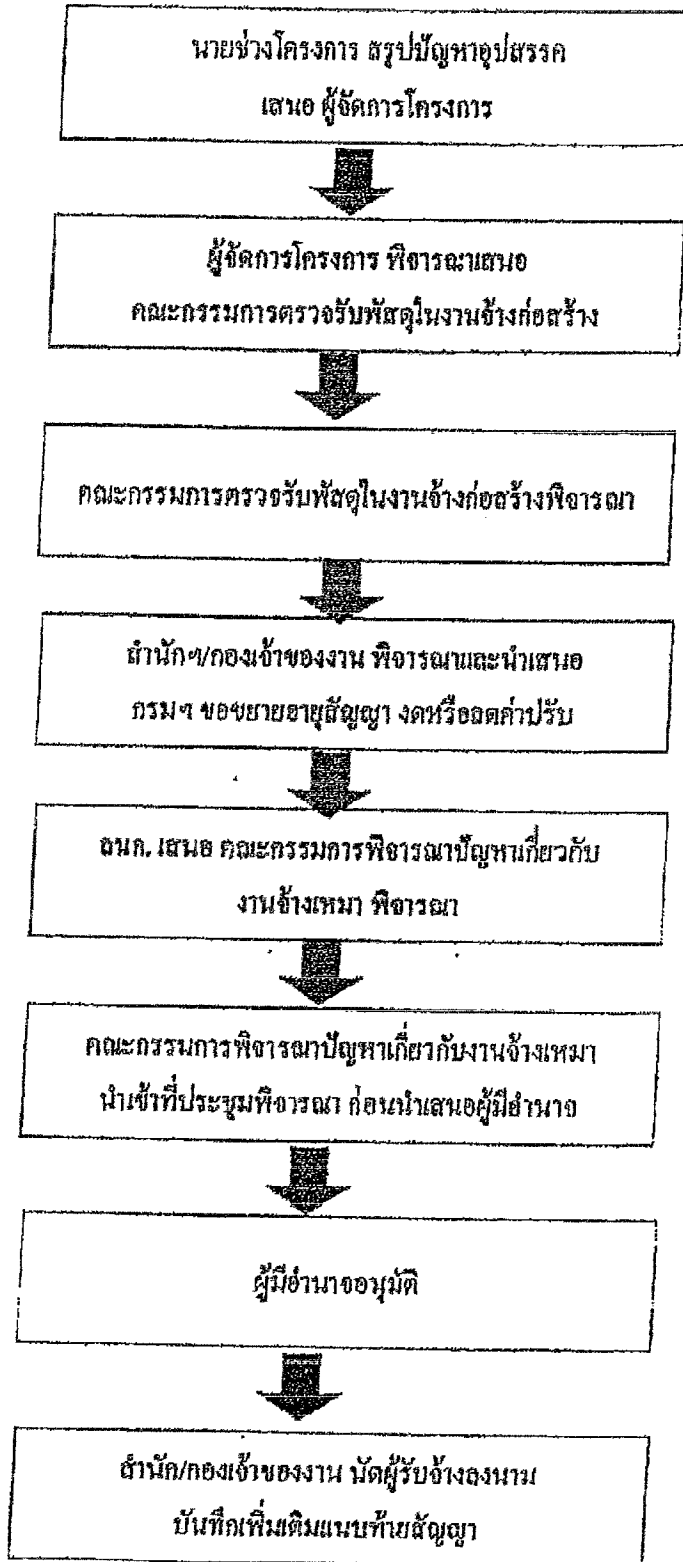 นายช่วงโครงการ สรุปปัญหาอุปสรรค
เสนอ ผู้จัดการโครงการ
ผู้จัดการโครงการ พิจารณาเสนอ
คณะกรรมการตรวจรับพัสดุในงานจ้างก่อสร้าง
คณะกรรมการตรวจรับพัสดุในงานจ้างก่อสร้างพิจารณา
สำนักฯ/กองเจ้าของงาน พิจารณาและนำเสนอ
กรมฯ ขอขยายอายุสัญญา งดหรือลดค่าปรับ
ลนก. เสนอ คณะกรรมการพิจารณาปัญหาเกี่ยวกับ
งานจ้างเหมา พิจารณา
คณะกรรมการพิจารณาปัญหาเกี่ยวกับงานจ้างเหมา
นำเข้าที่ประชุมพิจารณา ก่อนนำเสนอผู้มีอำนาจ
ผู้มีอำนาจอนุมัติ
สำนัก/กองเจ้าของงาน นัดผู้รับจ้างลงนาม
บันทึกเพิ่มเติมแนบท้ายสัญญา